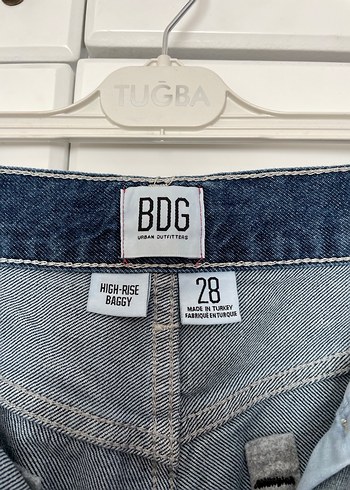 TUĞBA
BDG
URBAN OUTFITTERS
HIGH-RISE
BAGGY
28
MADE IN TURKEY
FABRIQUÉ EN TURQUIE